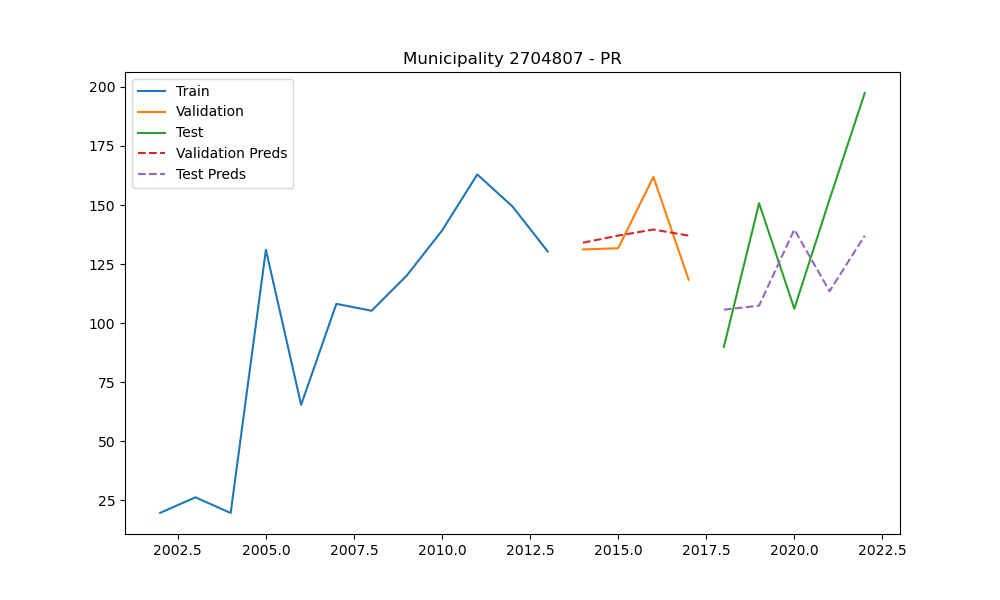 Municipality 2704807 - PR
Train
Validation
Test
Validation Preds
Test Preds
200
175
150
125
100
75
50
25
2002.5 2005.0 2007.5 2010.0 2012.5 2015.0 2017.5 2020.0 2022.5